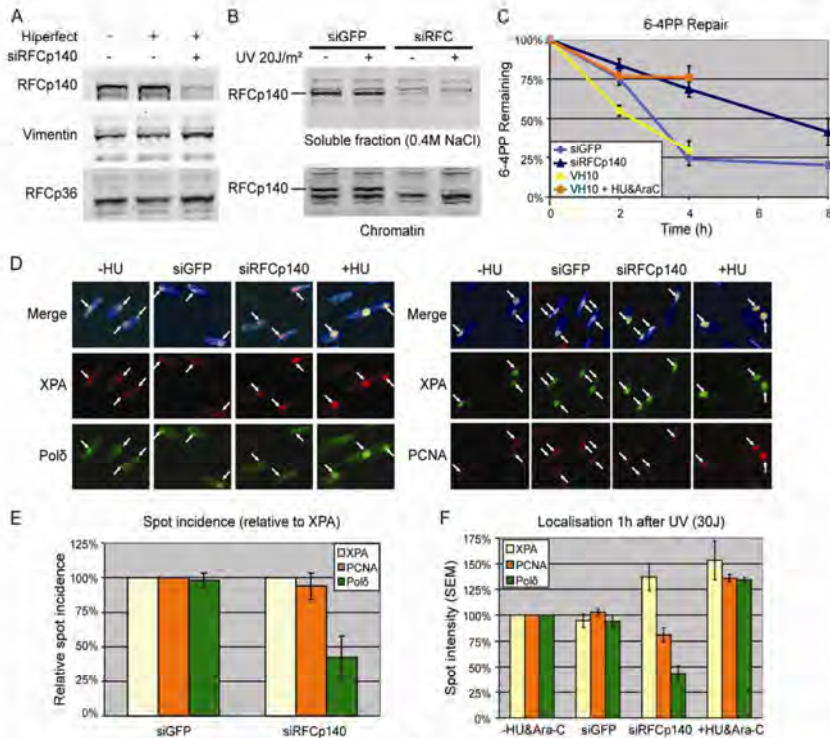 A
Hiperfect - + +
siRFCp140 - - +
RFCp140
Vimentin
RFCp36
B
siGFP siRFC
UV 20J/m² - + - +
RFCp140
Soluble fraction (0.4M NaCl)
RFCp140
Chromatin
C
6-4PP Repair
6-4PP Remaining
100%
75%
50%
25%
0%
siGFP
siRFCp140
VH10
VH10 + HU&AraC
0 2 4 6 8
Time (h)
D
-HU siGFP siRFCp140 +HU
Merge
XPA
Polδ
-HU siGFP siRFCp140 +HU
Merge
XPA
PCNA
E
Spot incidence (relative to XPA)
Relative spot incidence
125%
100%
75%
50%
25%
0%
XPA
PCNA
Polδ
siGFP siRFCp140
F
Localisation 1h after UV (30J)
Spot intensity (SEM)
175%
150%
125%
100%
75%
50%
25%
0%
XPA
PCNA
Polδ
-HU&Ara-C siGFP siRFCp140 +HU&Ara-C